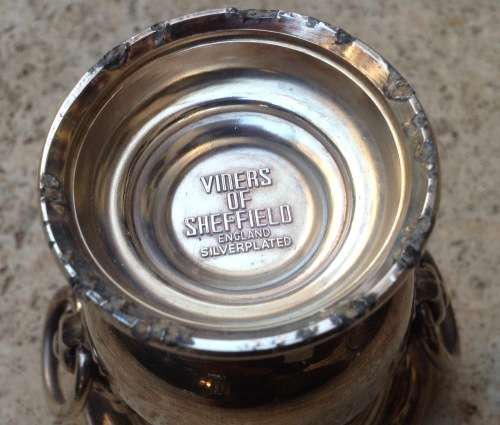 VINERS
OF
SHEFFIELD
ENGLAND
SILVERPLATED